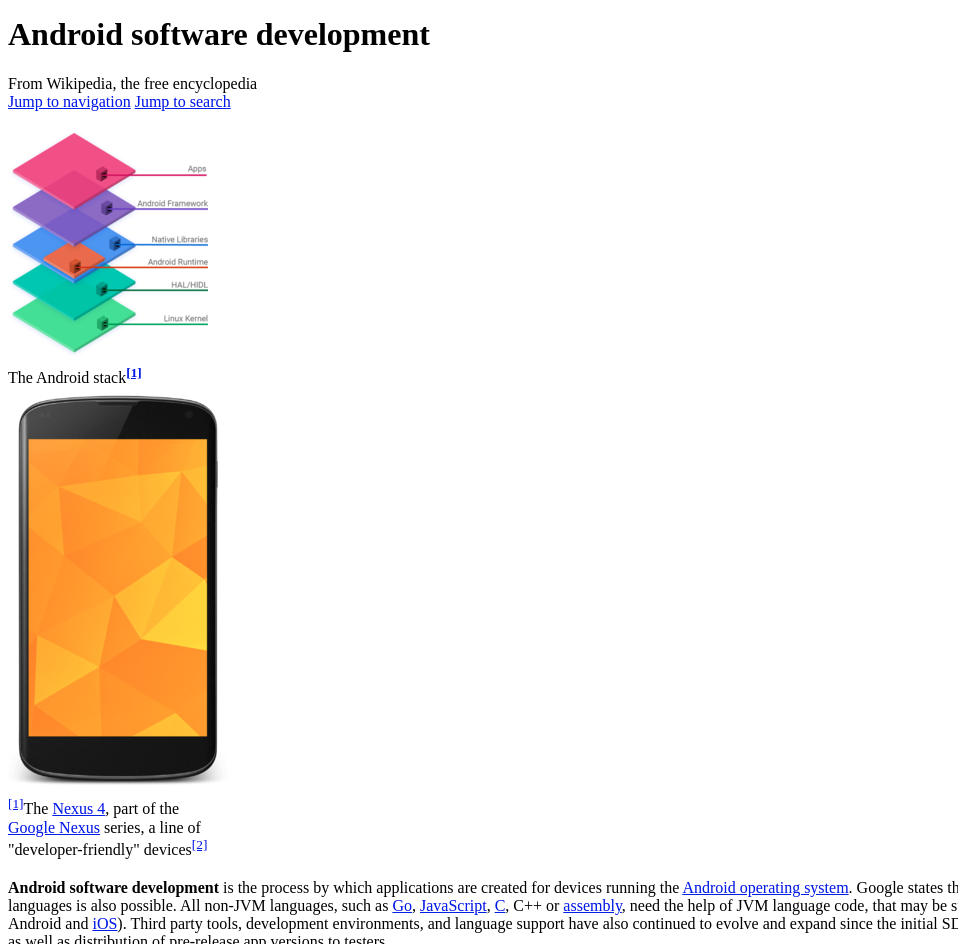 Android software development
From Wikipedia, the free encyclopedia
Jump to navigation Jump to search
Apps
Android Framework
Native Libraries
Android Runtime
HAL/HIDL
Linux Kernel
The Android stack[1]
[1]The Nexus 4, part of the
Google Nexus series, a line of
"developer-friendly" devices[2]
Android software development is the process by which applications are created for devices running the Android operating system. Google states th
languages is also possible. All non-JVM languages, such as Go, JavaScript, C, C++ or assembly, need the help of JVM language code, that may be s
Android and iOS). Third party tools, development environments, and language support have also continued to evolve and expand since the initial SD
as well as distribution of pre-release app versions to testers.